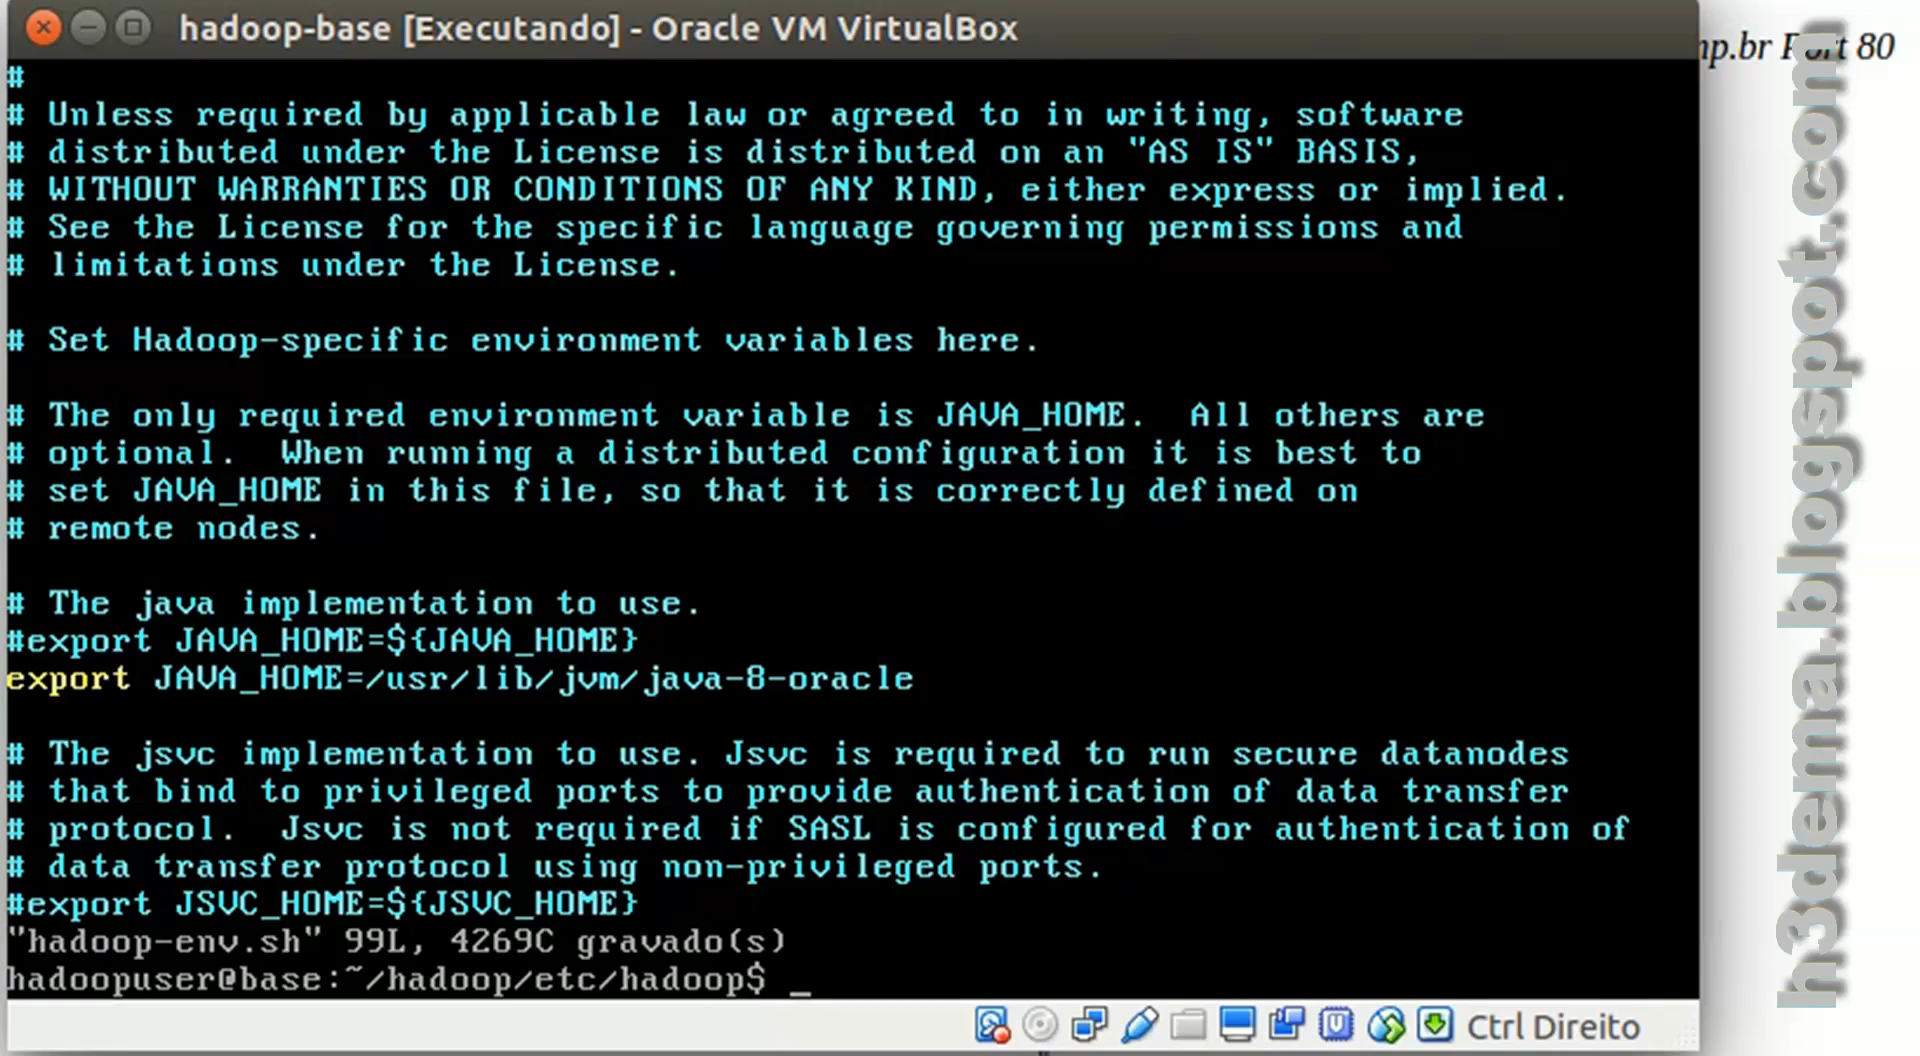 hadoop-base [Executando] - Oracle VM VirtualBox
Port 80
#
# Unless required by applicable law or agreed to in writing, software
# distributed under the License is distributed on an "AS IS" BASIS,
# WITHOUT WARRANTIES OR CONDITIONS OF ANY KIND, either express or implied.
# See the License for the specific language governing permissions and
# limitations under the License.
# Set Hadoop-specific environment variables here.
# The only required environment variable is JAVA_HOME.  All others are
# optional.  When running a distributed configuration it is best to
# set JAVA_HOME in this file, so that it is correctly defined on
# remote nodes.
# The java implementation to use.
#export JAVA_HOME=${JAVA_HOME}
export JAVA_HOME=/usr/lib/jvm/java-8-oracle
# The jsvc implementation to use. Jsvc is required to run secure datanodes
# that bind to privileged ports to provide authentication of data transfer
# protocol.  Jsvc is not required if SASL is configured for authentication of
# data transfer protocol using non-privileged ports.
#export JSVC_HOME=${JSVC_HOME}
"hadoop-env.sh" 99L, 4269C gravado(s)
hadoopuser@base:~/hadoop/etc/hadoop$ _
Ctrl Direito
h3dema.blogspot.com